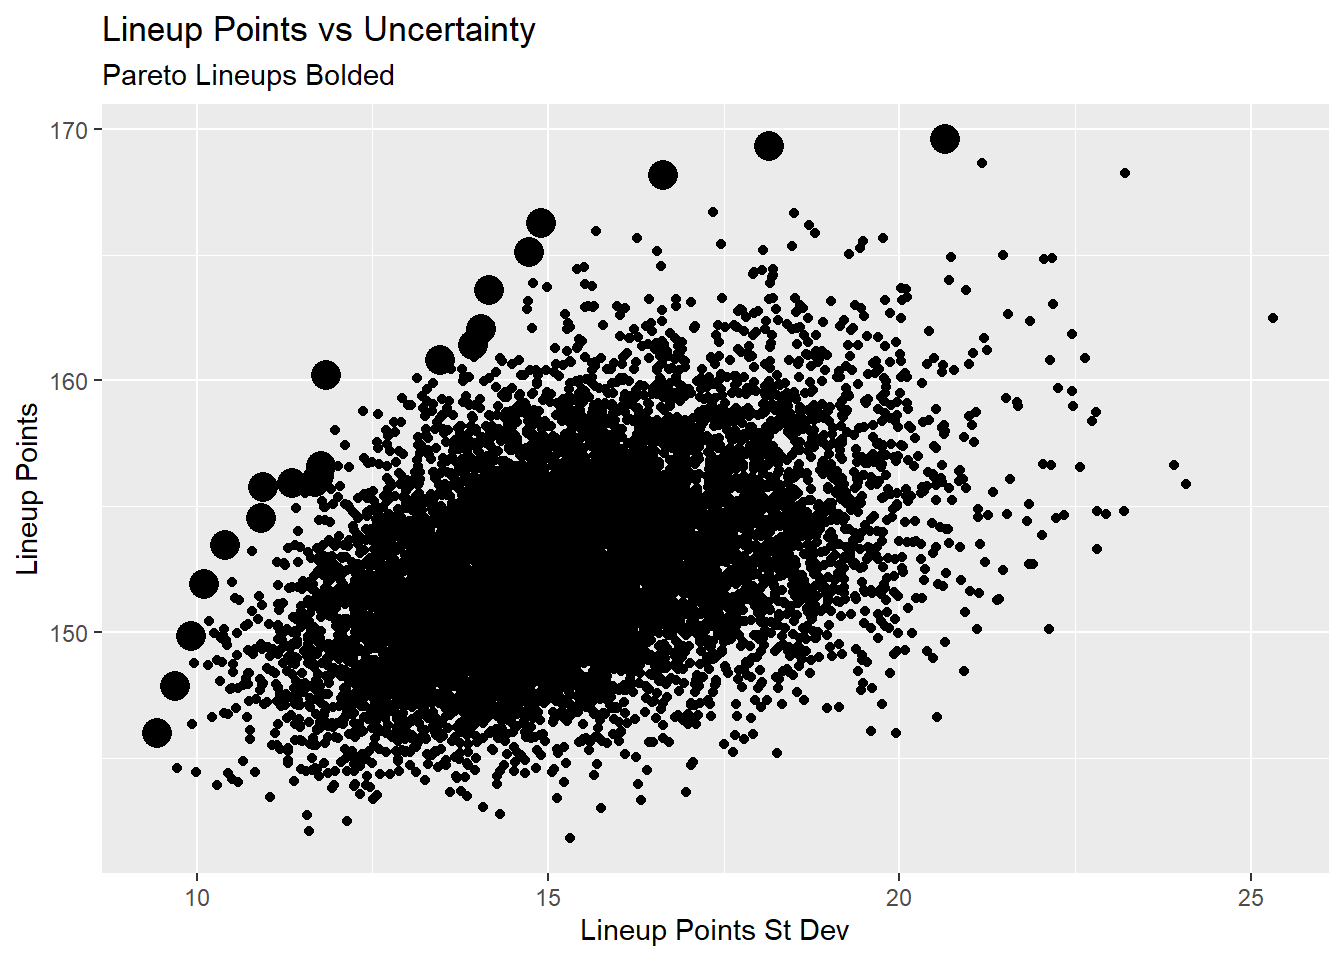 Lineup Points vs Uncertainty
Pareto Lineups Bolded
170
160
150
Lineup Points
10 15 20 25
Lineup Points St Dev